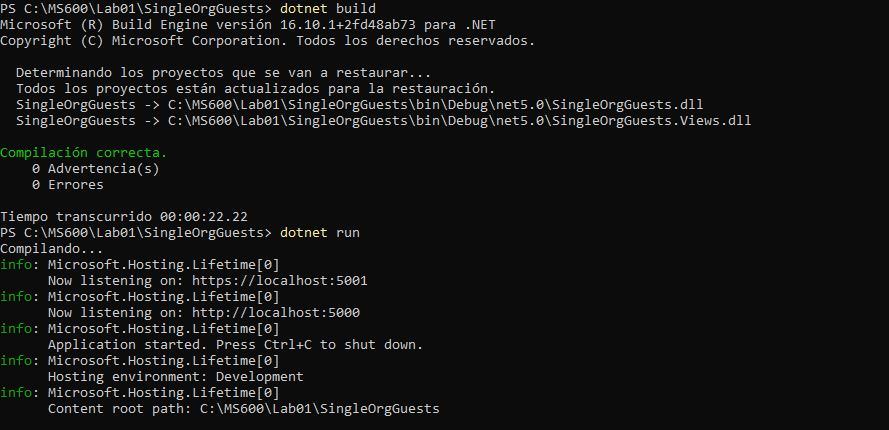 PS C:\MS600\Lab01\SingleOrgGuests> dotnet build
Microsoft (R) Build Engine versión 16.10.1+2fd48ab73 para .NET
Copyright (C) Microsoft Corporation. Todos los derechos reservados.
Determinando los proyectos que se van a restaurar...
Todos los proyectos están actualizados para la restauración.
SingleOrgGuests -> C:\MS600\Lab01\SingleOrgGuests\bin\Debug\net5.0\SingleOrgGuests.dll
SingleOrgGuests -> C:\MS600\Lab01\SingleOrgGuests\bin\Debug\net5.0\SingleOrgGuests.Views.dll
Compilación correcta.
0 Advertencia(s)
0 Errores
Tiempo transcurrido 00:00:22.22
PS C:\MS600\Lab01\SingleOrgGuests> dotnet run
Compilando...
info: Microsoft.Hosting.Lifetime[0]
Now listening on: https://localhost:5001
info: Microsoft.Hosting.Lifetime[0]
Now listening on: http://localhost:5000
info: Microsoft.Hosting.Lifetime[0]
Application started. Press Ctrl+C to shut down.
info: Microsoft.Hosting.Lifetime[0]
Hosting environment: Development
info: Microsoft.Hosting.Lifetime[0]
Content root path: C:\MS600\Lab01\SingleOrgGuests